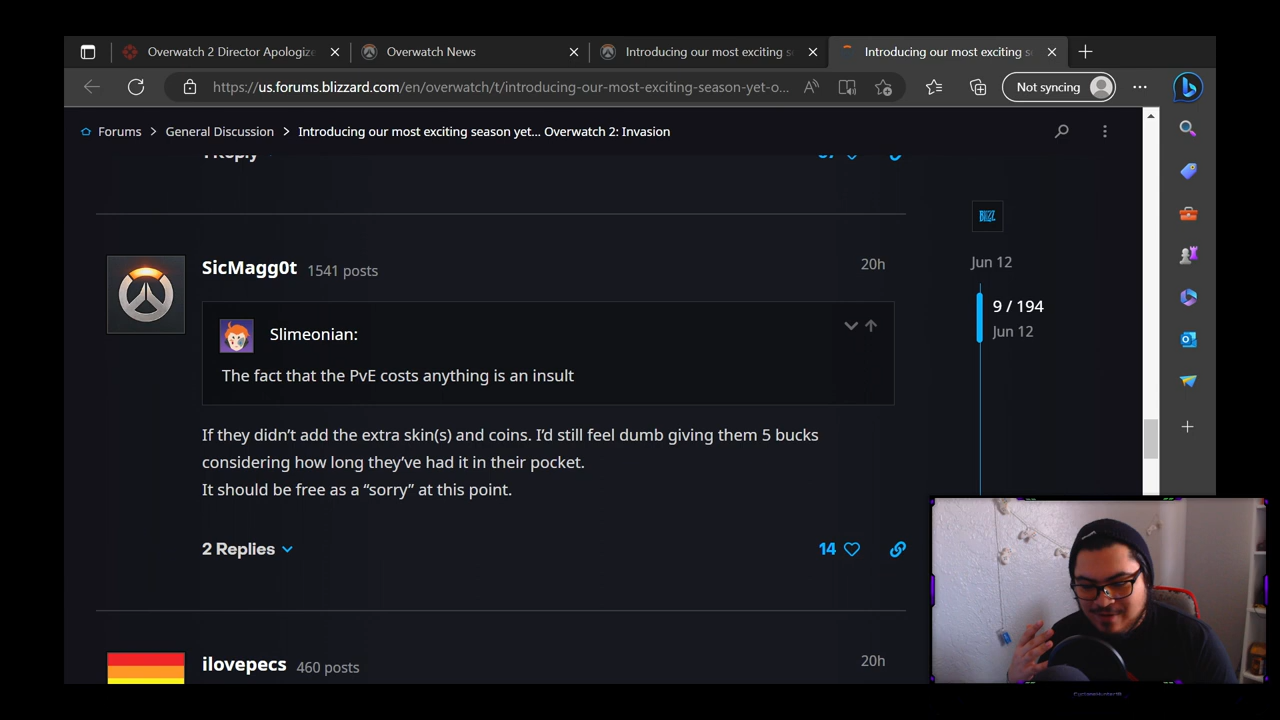 Overwatch 2 Director Apologize
Overwatch News
Introducing our most exciting s
Introducing our most exciting s
https://us.forums.blizzard.com/en/overwatch/t/introducing-our-most-exciting-season-yet-o...
Not syncing
Forums > General Discussion > Introducing our most exciting season yet... Overwatch 2: Invasion
1 Reply
BLIZZ
SicMagg0t 1541 posts 20h
Jun 12
Slimeonian:
9 / 194
Jun 12
The fact that the PvE costs anything is an insult
If they didn’t add the extra skin(s) and coins. I’d still feel dumb giving them 5 bucks
considering how long they’ve had it in their pocket.
It should be free as a “sorry” at this point.
2 Replies 14
ilovepecs 460 posts 20h